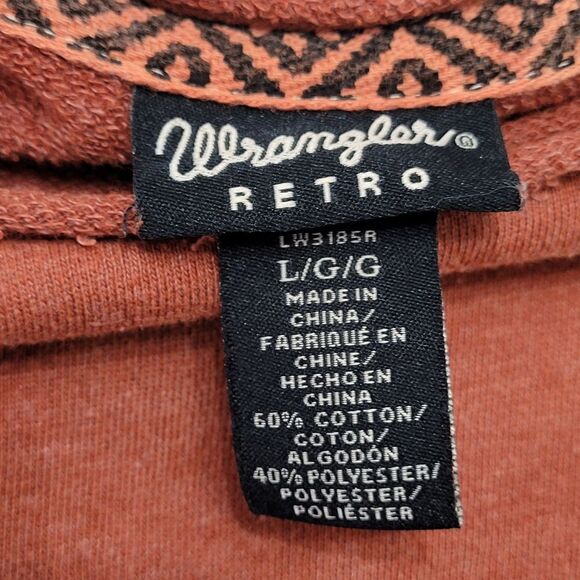 Wrangler®
RETRO
LW3185R
L/G/G
MADE IN
CHINA/
FABRIQUÉ EN
CHINE/
HECHO EN
CHINA
60% COTTON/
COTON/
ALGODÓN
40% POLYESTER/
POLYESTER/
POLIÉSTER